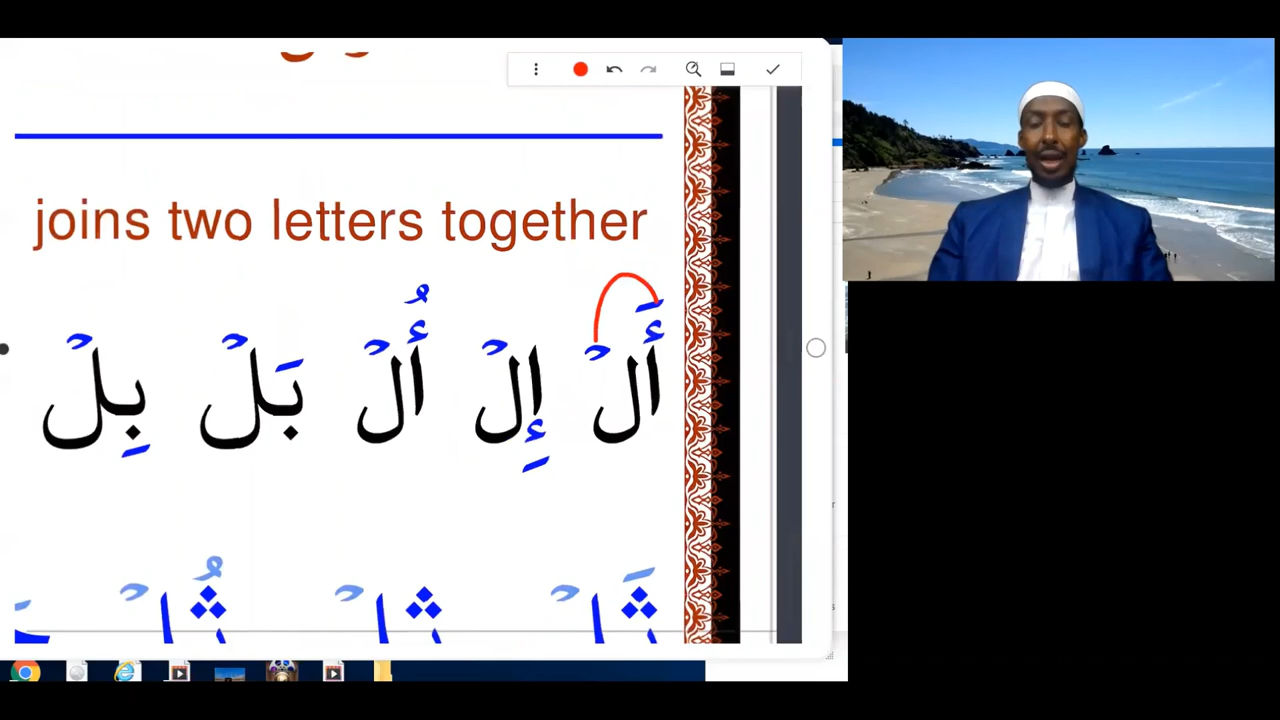 joins two letters together
أَلْ إِلْ أُلْ بَلْ بِلْ